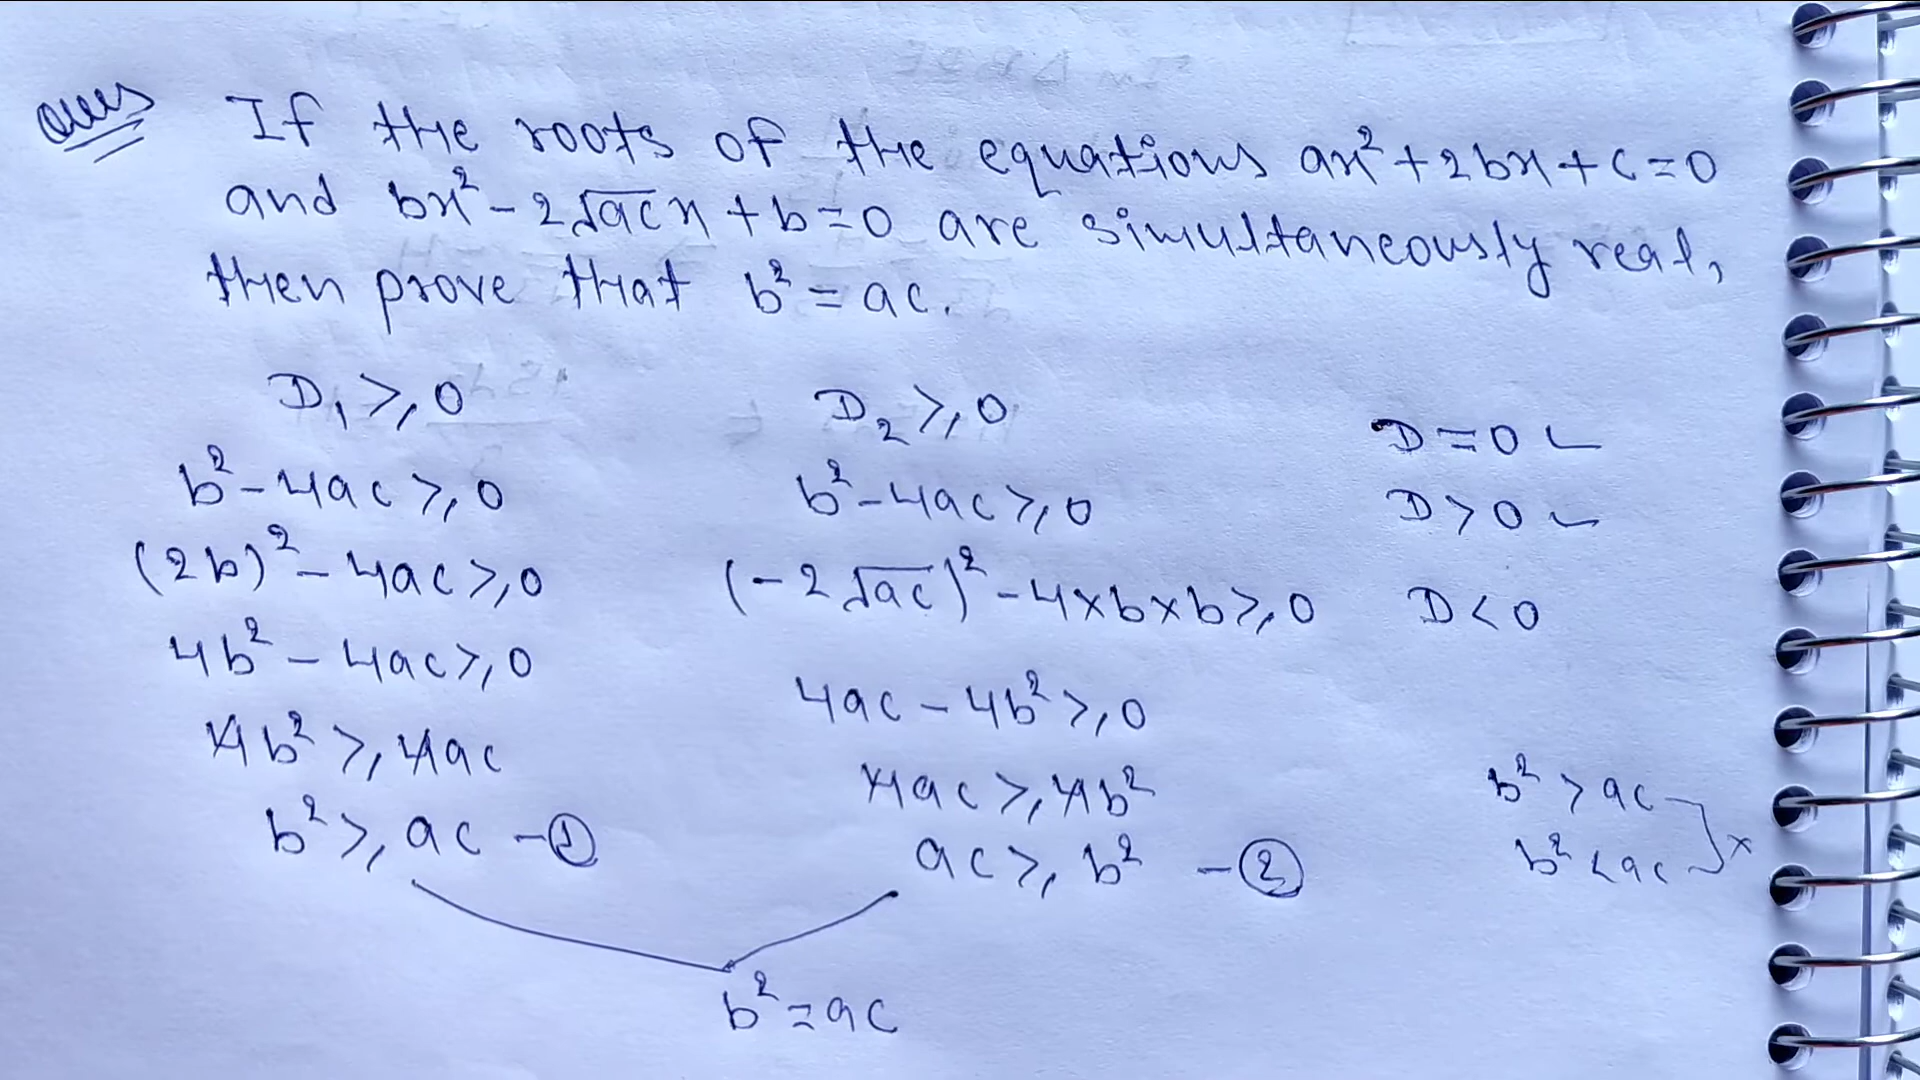 Ques If the roots of the equations ax² + 2bx + c = 0
and bx² - 2√ac x + b = 0 are simultaneously real,
then prove that b² = ac.
D₁ ≥ 0
b² - 4ac ≥ 0
(2b)² - 4ac ≥ 0
4b² - 4ac ≥ 0
4b² ≥ 4ac
b² ≥ ac - ①
D₂ ≥ 0
b² - 4ac ≥ 0
(-2√ac)² - 4×b×b ≥ 0
4ac - 4b² ≥ 0
4ac ≥ 4b²
ac ≥ b² - ②
D = 0
D > 0
D < 0
b² > ac
b² < ac ×
b² = ac